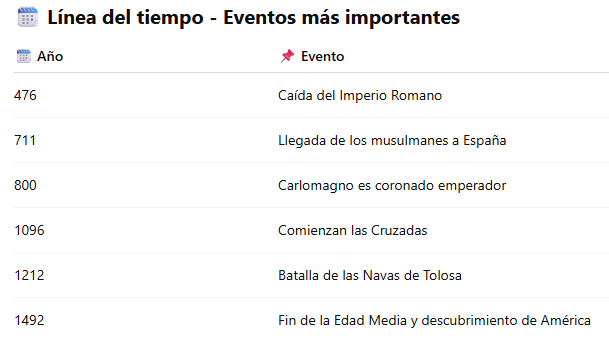 Línea del tiempo - Eventos más importantes
Año Evento
476 Caída del Imperio Romano
711 Llegada de los musulmanes a España
800 Carlomagno es coronado emperador
1096 Comienzan las Cruzadas
1212 Batalla de las Navas de Tolosa
1492 Fin de la Edad Media y descubrimiento de América